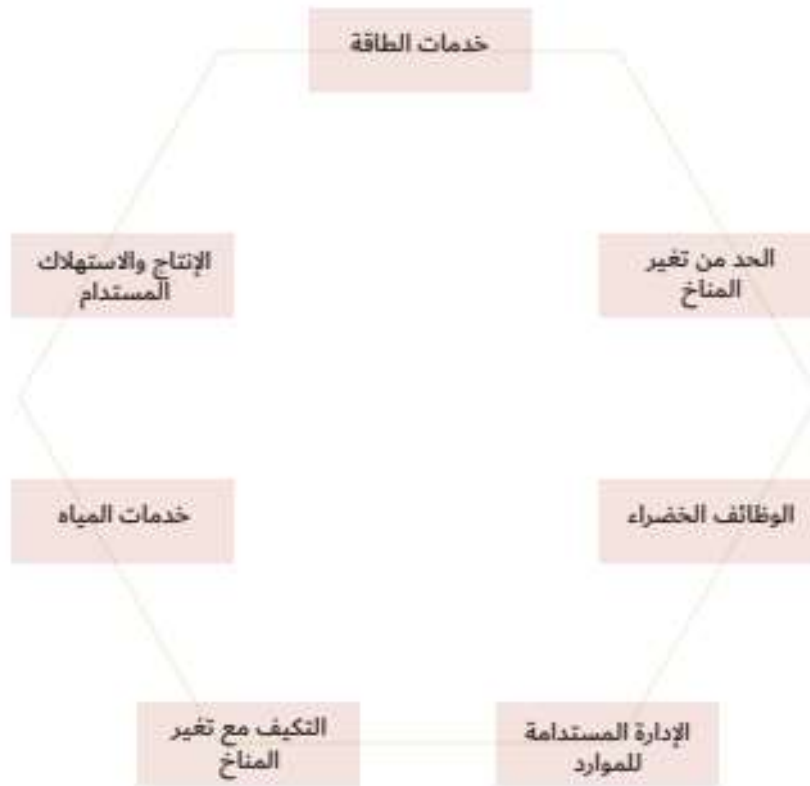 خدمات الطاقة
الحد من تغير
المناخ
الإنتاج والاستهلاك
المستدام
الوظائف الخضراء
خدمات المياه
الإدارة المستدامة
للموارد
التكيف مع تغير
المناخ